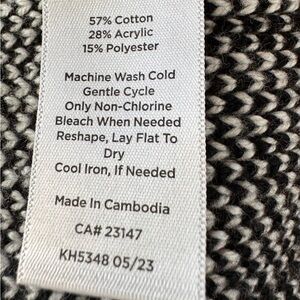 57% Cotton
28% Acrylic
15% Polyester
Machine Wash Cold
Gentle Cycle
Only Non-Chlorine
Bleach When Needed
Reshape, Lay Flat To
Dry
Cool Iron, If Needed
Made In Cambodia
CA# 23147
KH5348 05/23